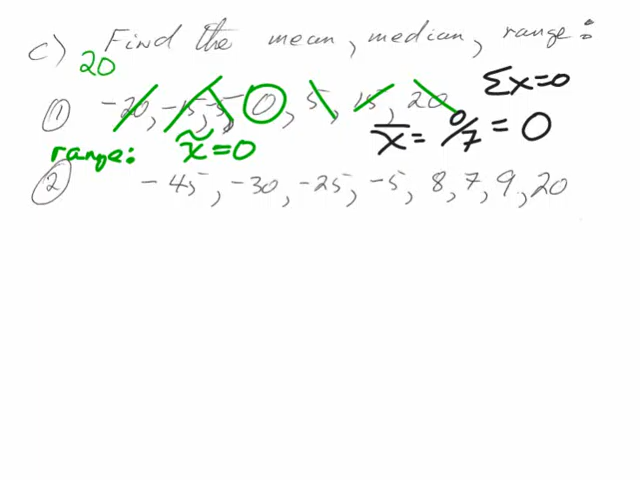 c) Find the mean, median, range:
20
① -20, -15, -5, 0, 5, 15, 20 Σx=0
x̄ = 0/7 = 0
range: x̃ = 0
② -45, -30, -25, -5, 8, 7, 9, 20